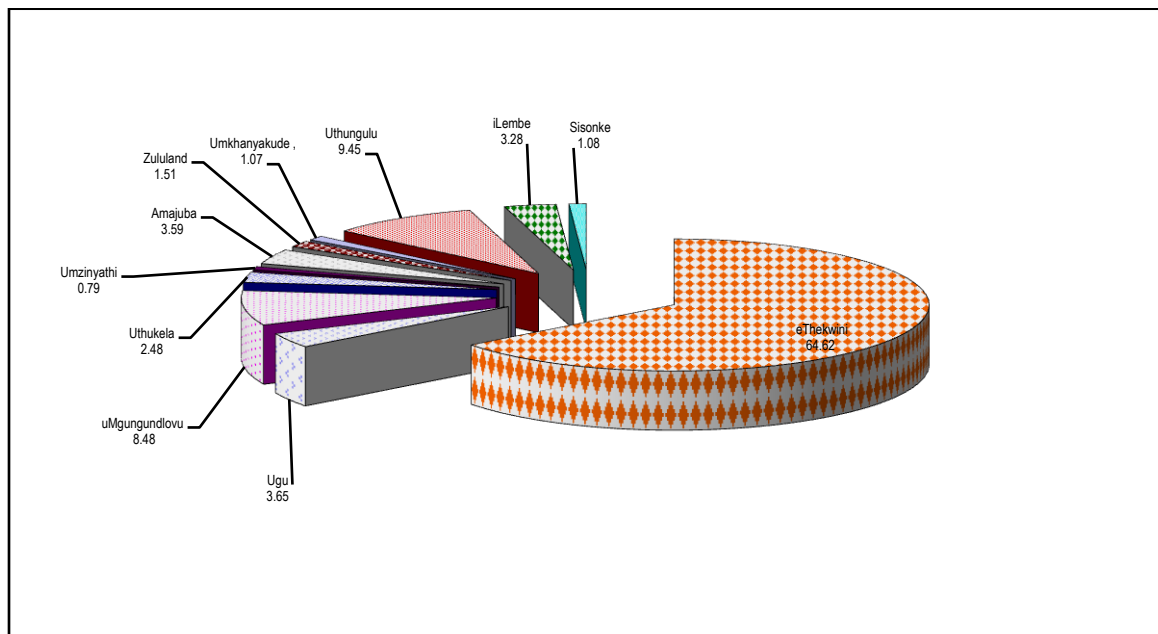 iLembe
3.28
Sisonke
1.08
Uthungulu
9.45
Umkhanyakude ,
1.07
Zululand
1.51
Amajuba
3.59
Umzinyathi
0.79
Uthukela
2.48
uMgungundlovu
8.48
Ugu
3.65
eThekwini
64.62